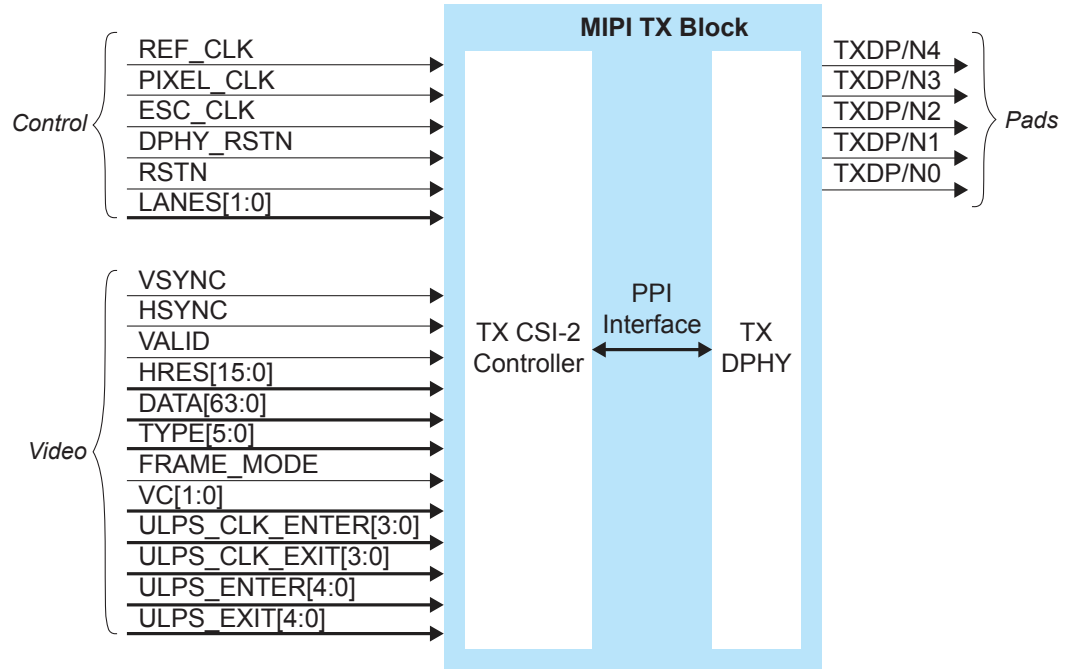 MIPI TX Block
Control
REF_CLK
PIXEL_CLK
ESC_CLK
DPHY_RSTN
RSTN
LANES[1:0]
Video
VSYNC
HSYNC
VALID
HRES[15:0]
DATA[63:0]
TYPE[5:0]
FRAME_MODE
VC[1:0]
ULPS_CLK_ENTER[3:0]
ULPS_CLK_EXIT[3:0]
ULPS_ENTER[4:0]
ULPS_EXIT[4:0]
TX CSI-2
Controller
PPI
Interface
TX
DPHY
TXDP/N4
TXDP/N3
TXDP/N2
TXDP/N1
TXDP/N0
Pads